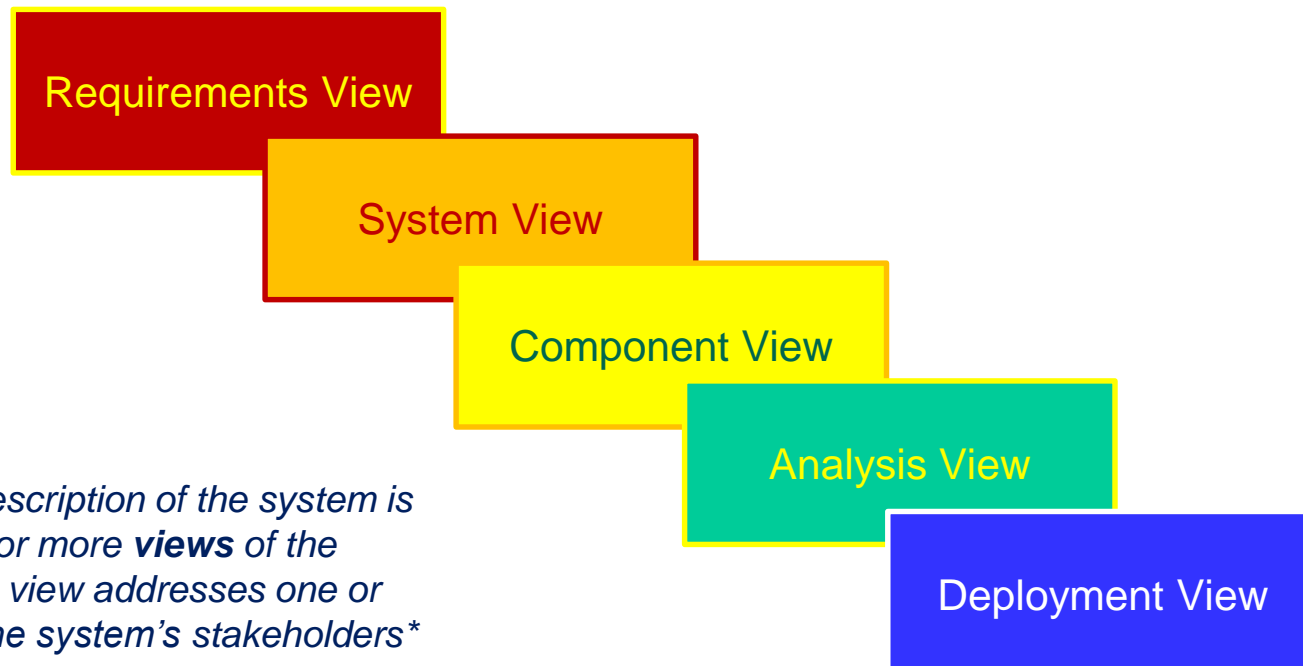 Requirements View
System View
Component View
Analysis View
escription of the system is
or more views of the
view addresses one or
ne system's stakeholders*
Deployment View